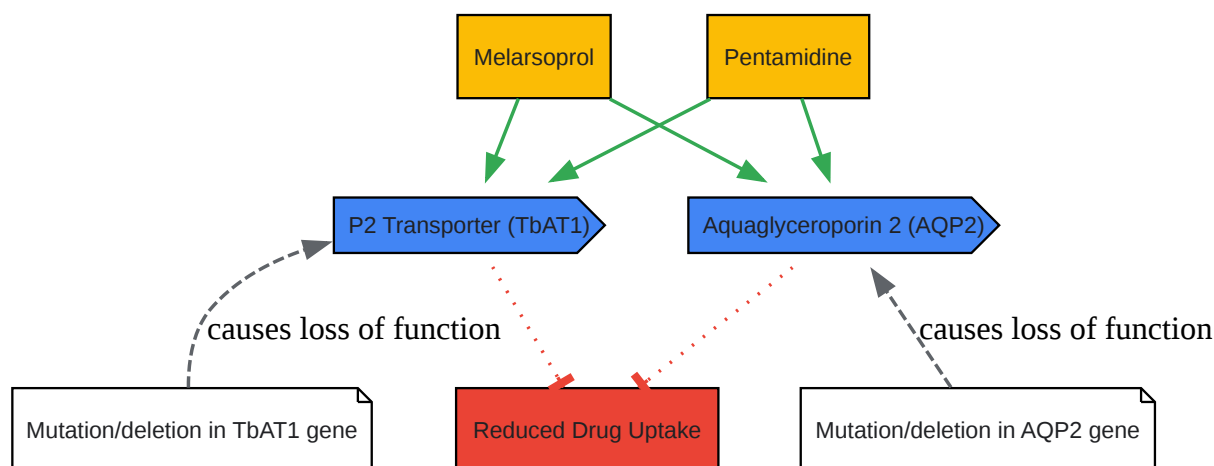 Melarsoprol
Pentamidine
P2 Transporter (TbAT1)
Aquaglyceroporin 2 (AQP2)
causes loss of function
causes loss of function
Mutation/deletion in TbAT1 gene
Reduced Drug Uptake
Mutation/deletion in AQP2 gene